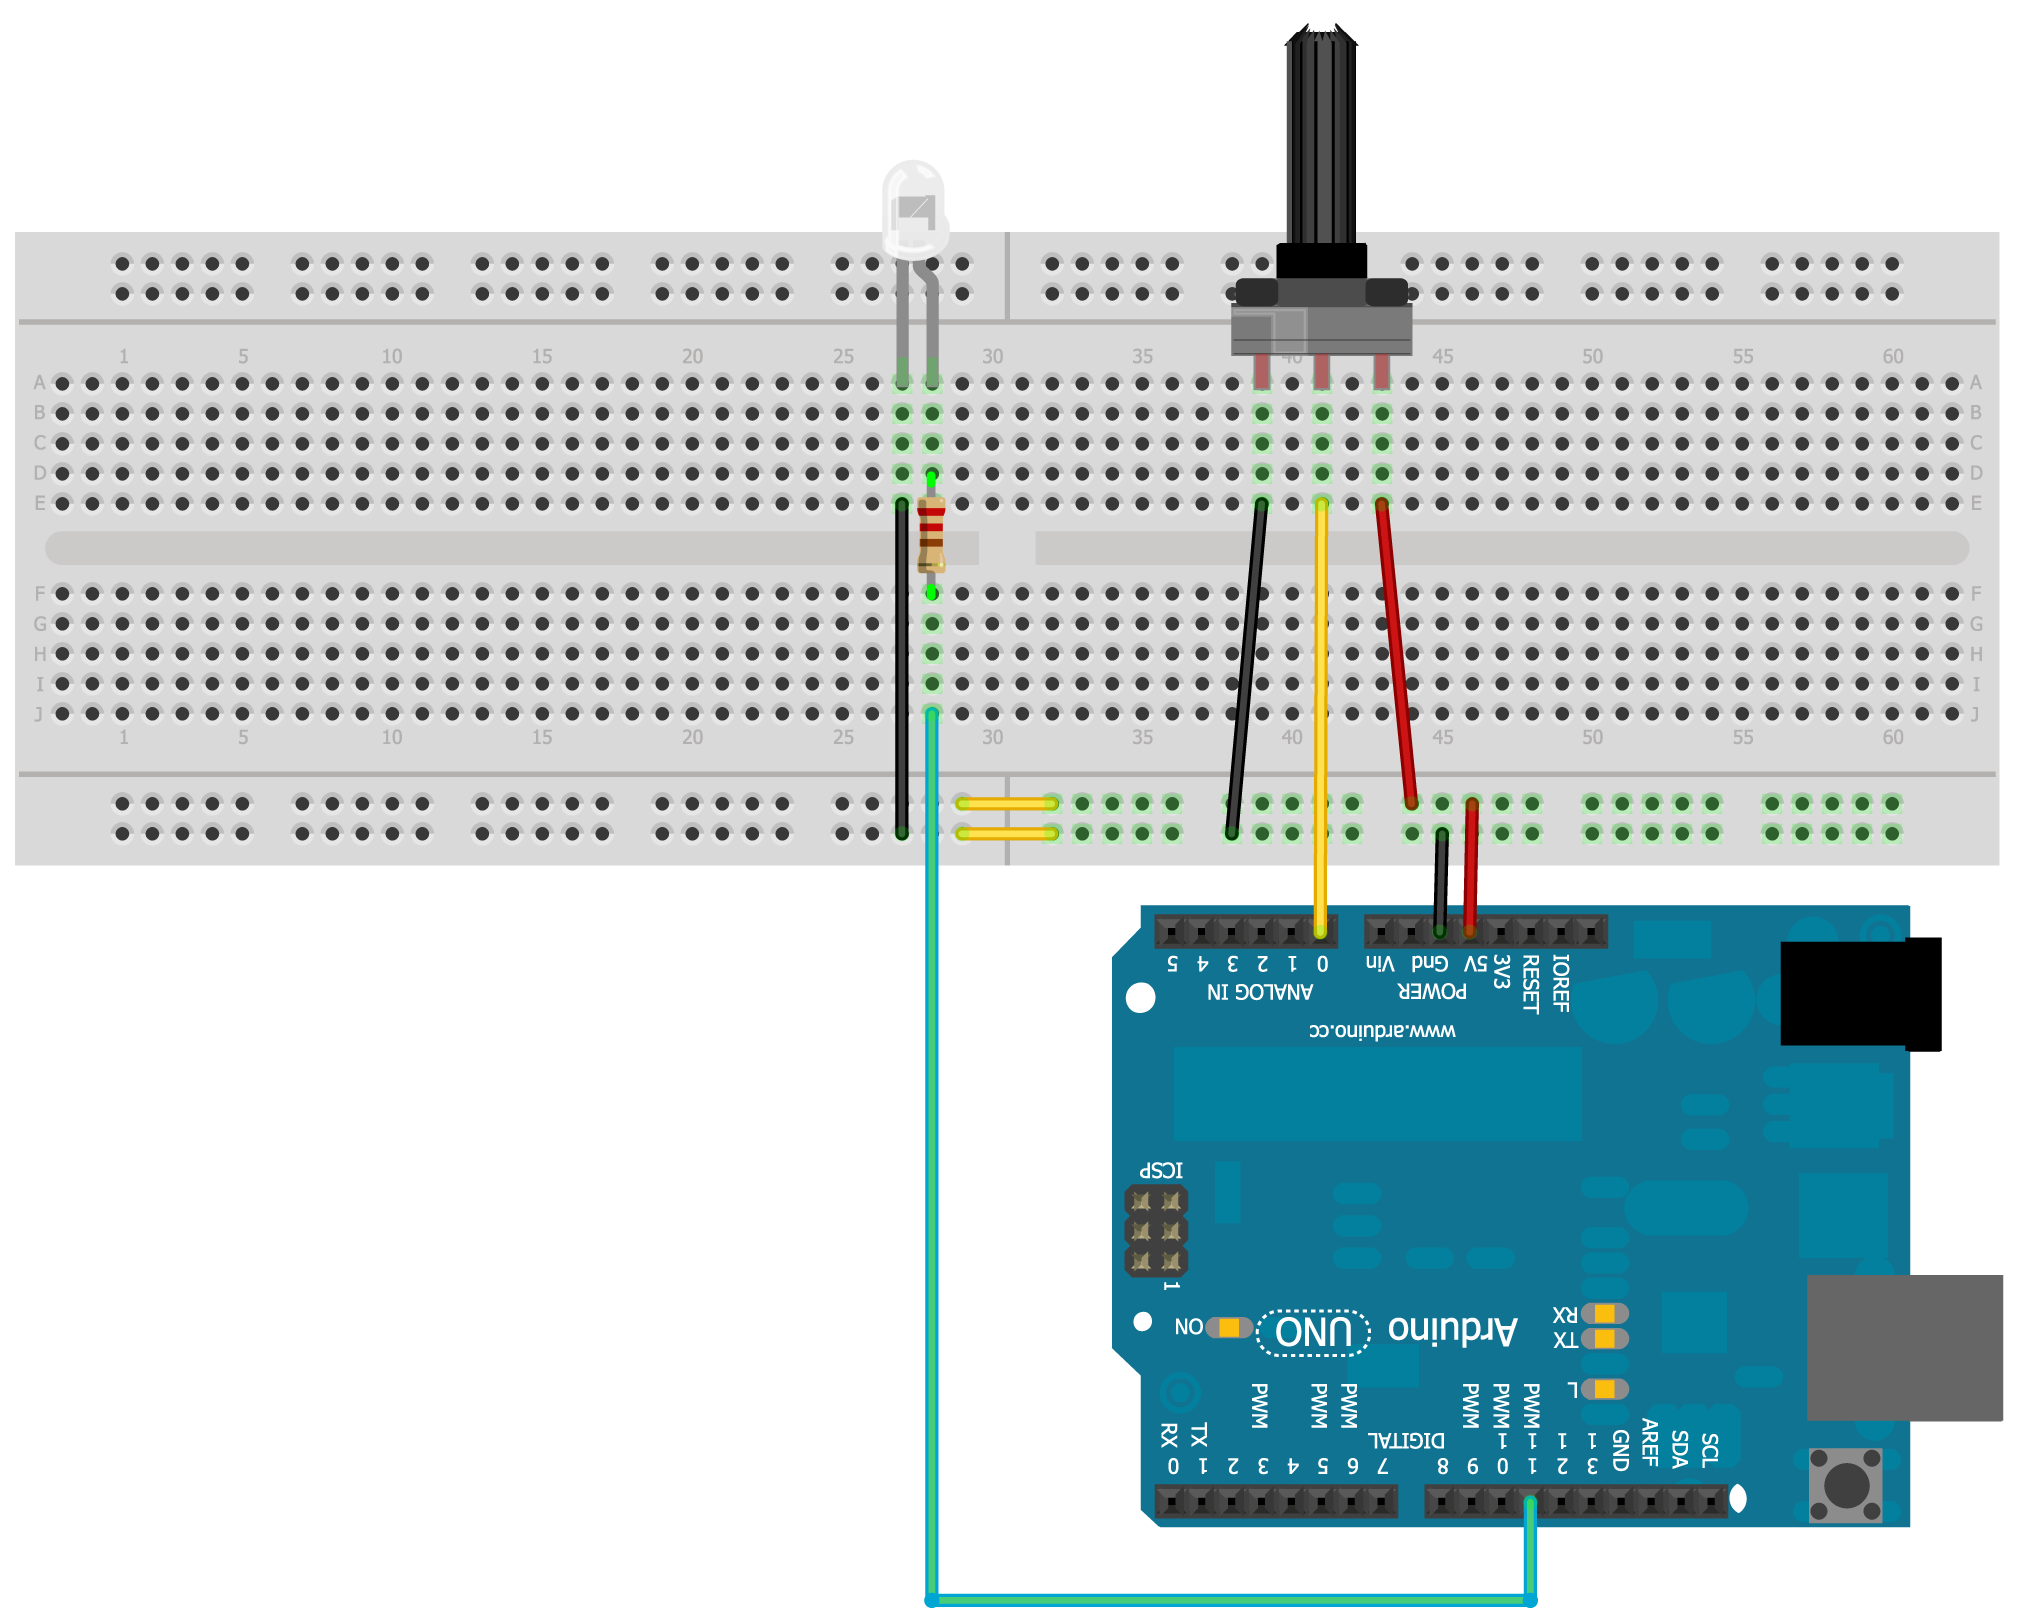 1 5 10 15 20 25 30 35 40 45 50 55 60
A A
B B
C C
D D
E E
F F
G G
H H
I I
J J
1 5 10 15 20 25 30 35 40 45 50 55 60
5 4 3 2 1 0 Vin Gnd 5V 3V3 RESET IOREF
ANALOG IN POWER
www.arduino.cc
ICSP
1
ON UNO Arduino
RX
TX
L
PWM PWM PWM PWM PWM PWM
RX TX DIGITAL GND AREF SDA SCL
0 1 2 3 4 5 6 7 8 9 10 11 12 13